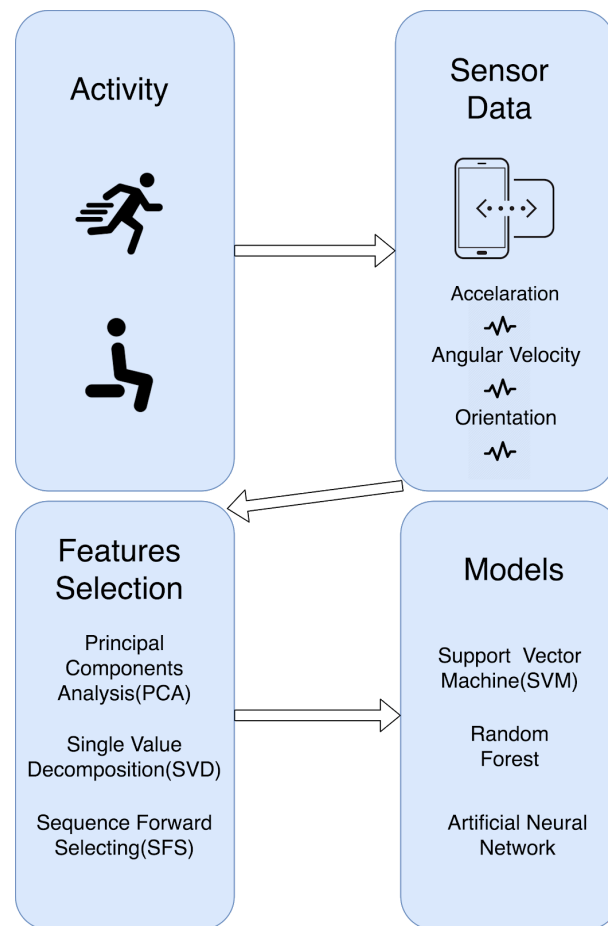 Activity
Sensor
Data
Accelaration
Angular Velocity
Orientation
Features
Selection
Principal
Components
Analysis(PCA)
Single Value
Decomposition(SVD)
Sequence Forward
Selecting(SFS)
Models
Support Vector
Machine(SVM)
Random
Forest
Artificial Neural
Network